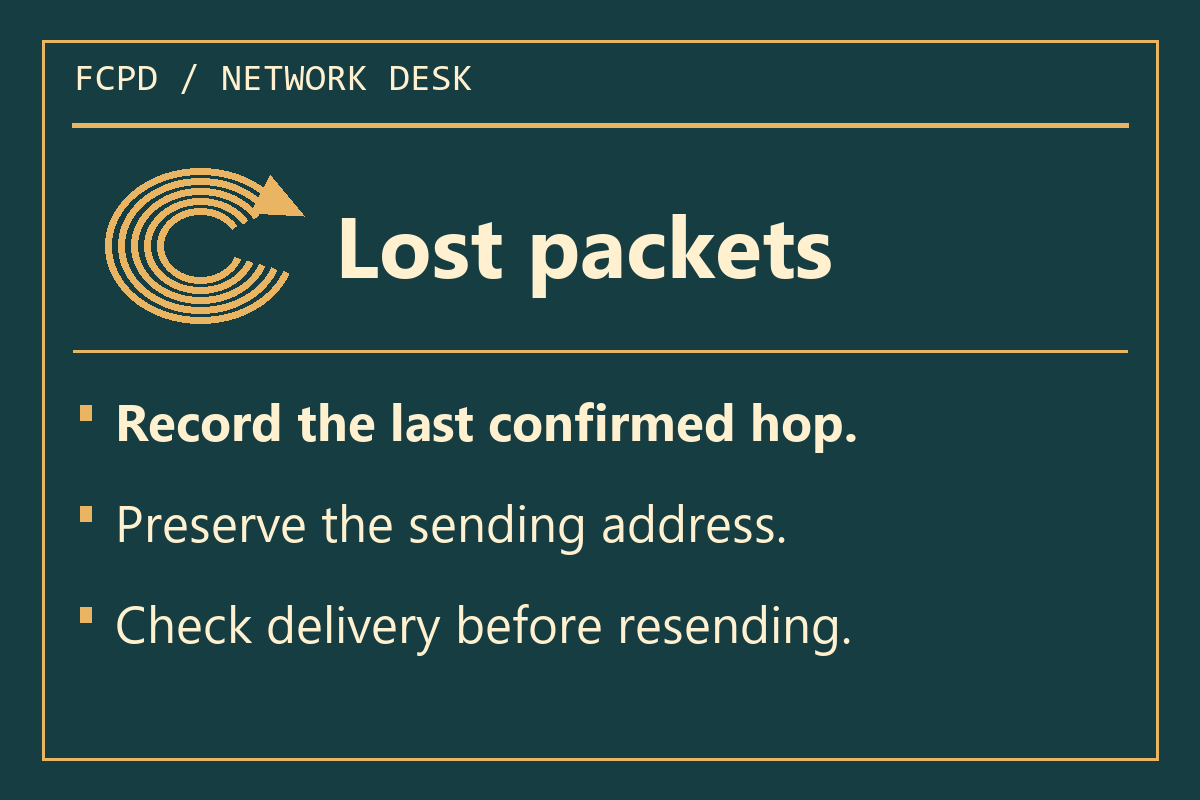 FCPD / NETWORK DESK
Lost packets
Record the last confirmed hop.
Preserve the sending address.
Check delivery before resending.